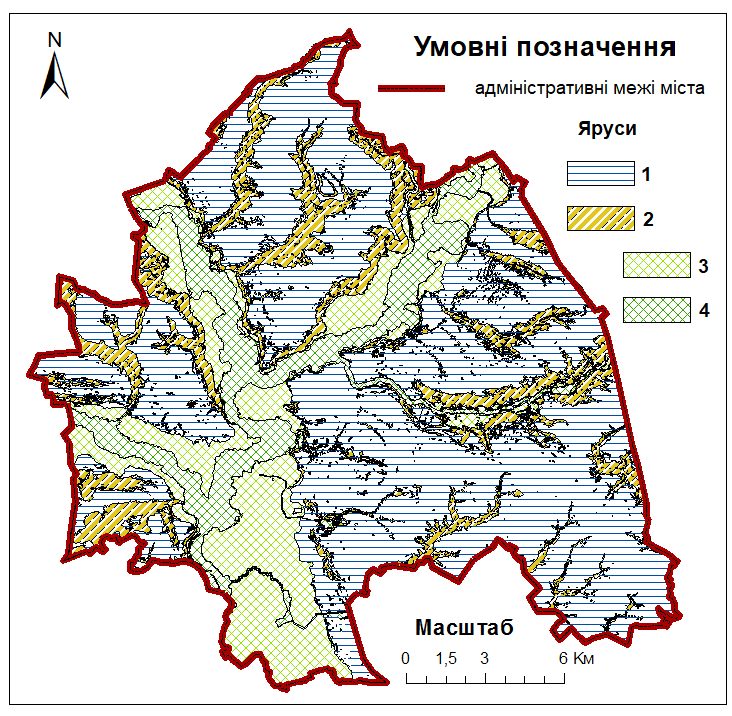 N
Умовні позначення
адміністративні межі міста
Яруси
1
2
3
4
Масштаб
0 1,5 3 6 Км